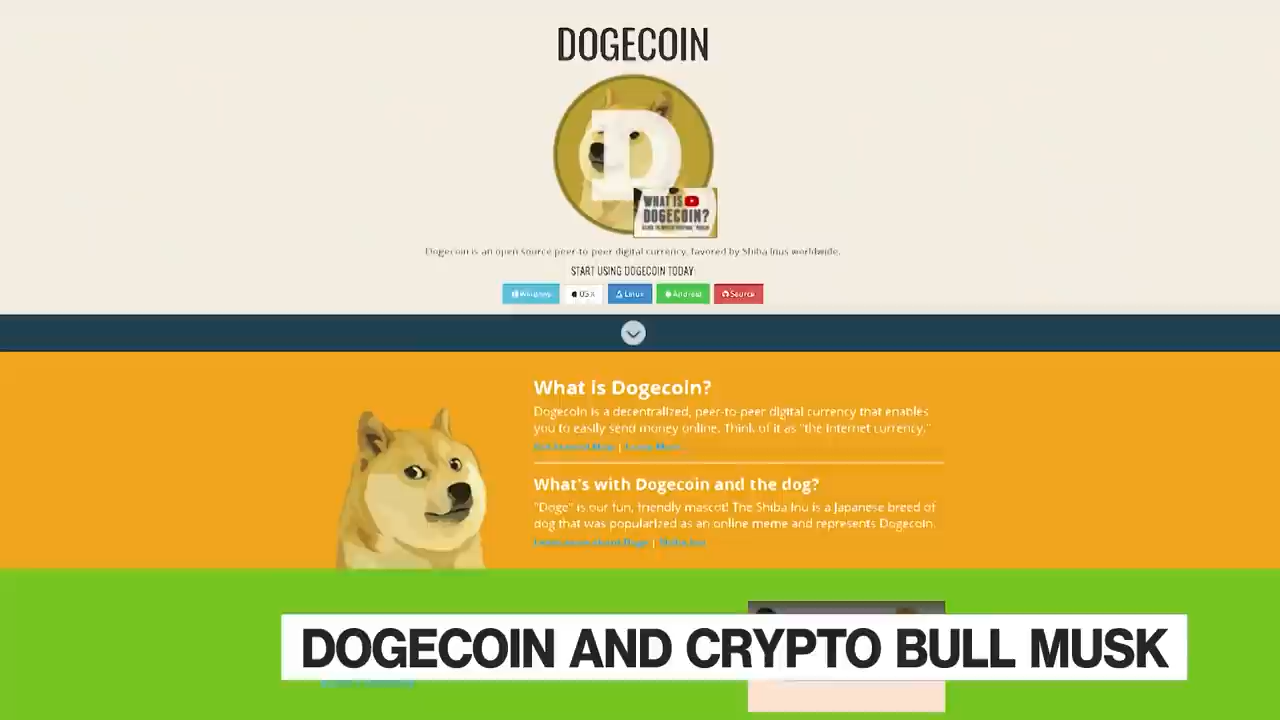 DOGECOIN
D
WHAT IS
DOGECOIN?
Dogecoin is an open source peer-to-peer digital currency, favored by Shiba Inus worldwide.
START USING DOGECOIN TODAY:
Windows OS X Linux Android Source
What is Dogecoin?
Dogecoin is a decentralized, peer-to-peer digital currency that enables
you to easily send money online. Think of it as "the internet currency."
What's with Dogecoin and the dog?
"Doge" is our fun, friendly mascot! The Shiba Inu is a Japanese breed of
dog that was popularized as an online meme and represents Dogecoin.
| Shiba Inu
DOGECOIN AND CRYPTO BULL MUSK